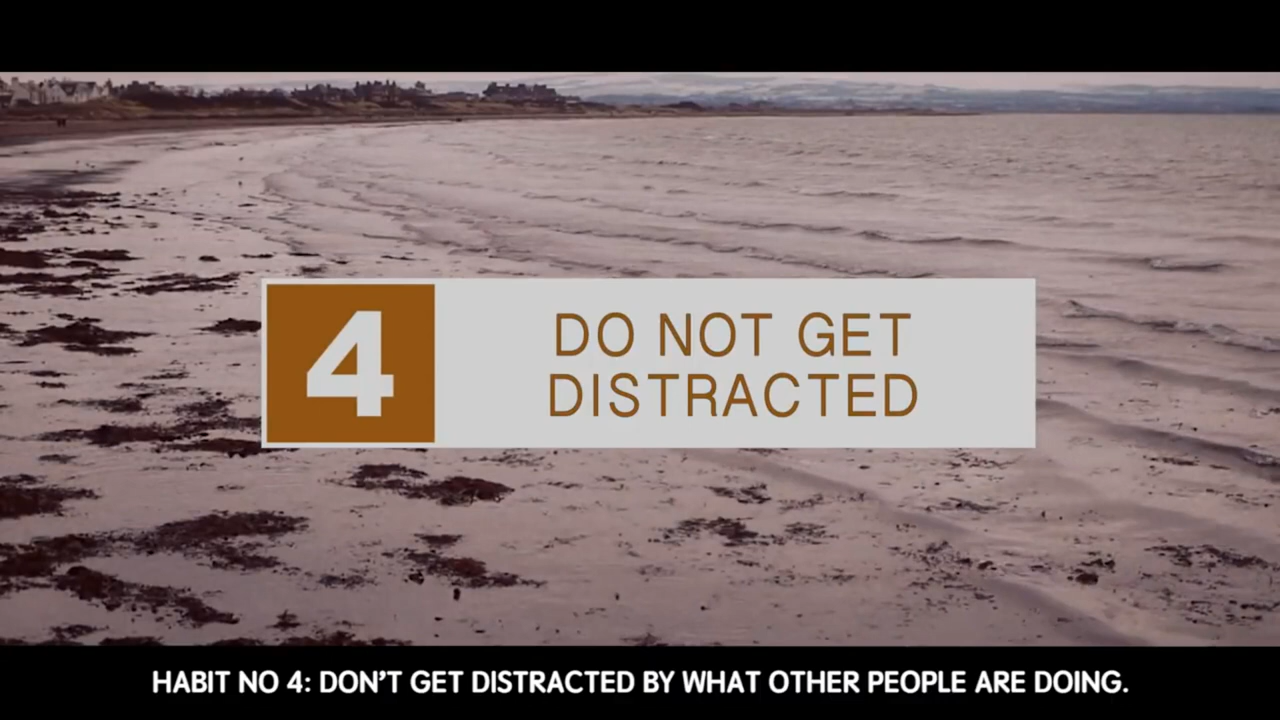 4
DO NOT GET
DISTRACTED
HABIT NO 4: DON'T GET DISTRACTED BY WHAT OTHER PEOPLE ARE DOING.